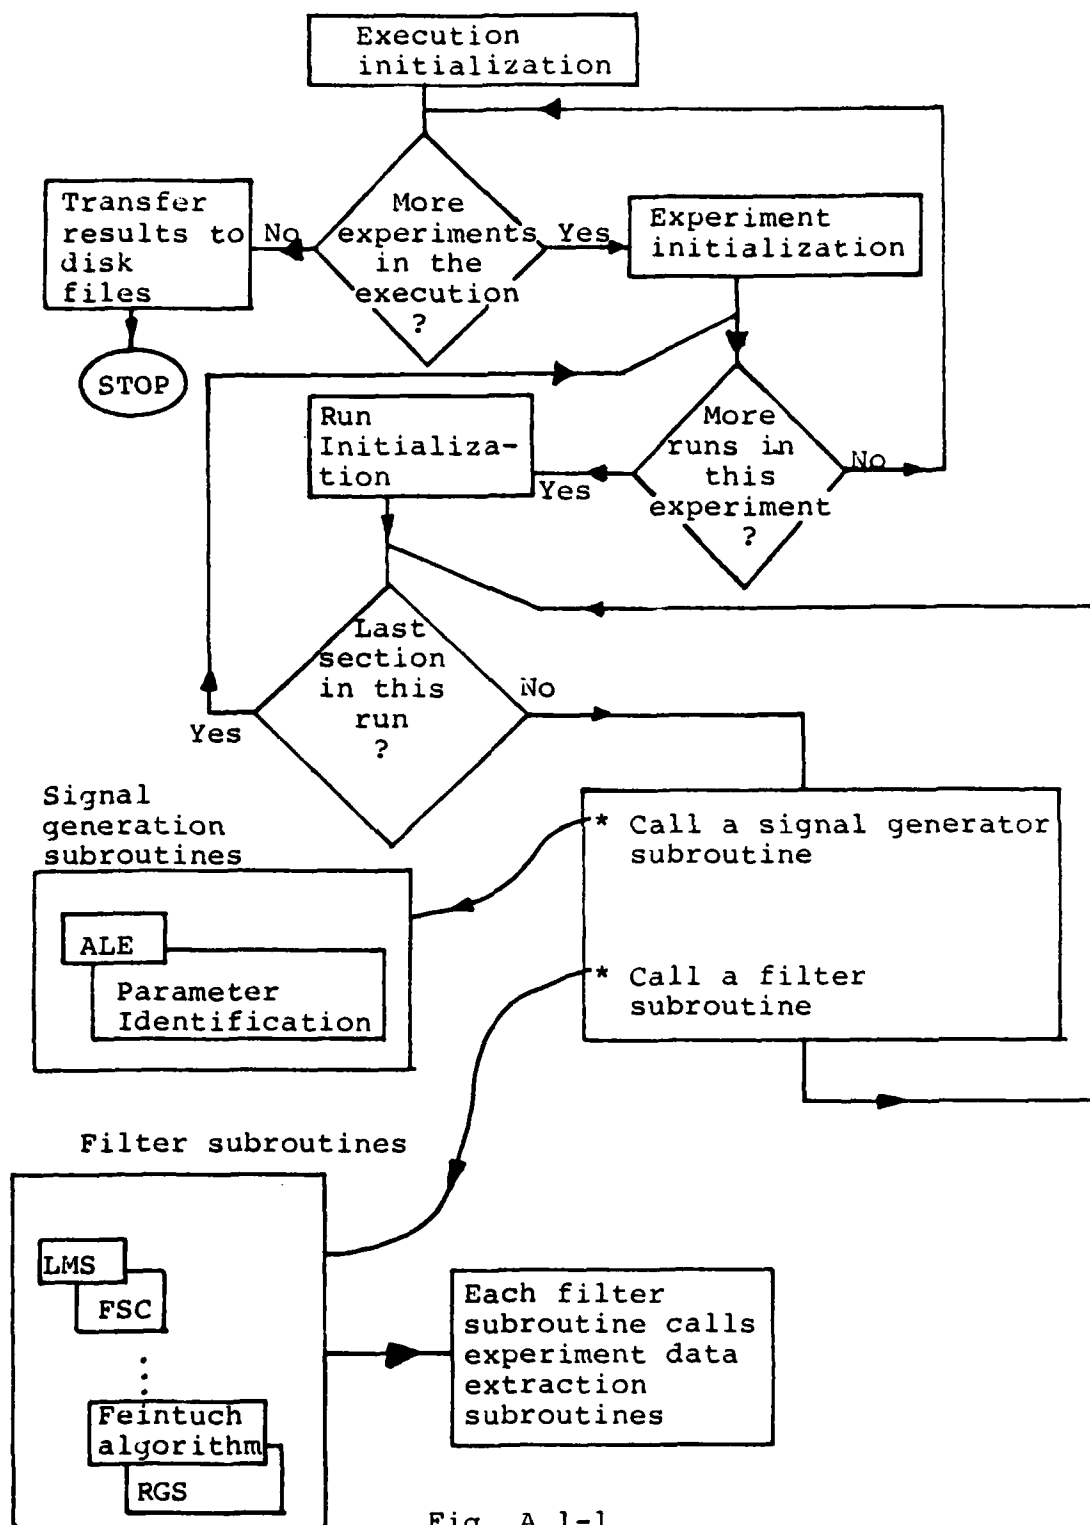 Execution
initialization
Transfer
results to
disk
files
No
More
experiments
in the
execution
?
Yes
Experiment
initialization
STOP
Run
Initializa-
tion
Yes
More
runs in
this
experiment
?
No
Last
section
in this
run
?
No
Yes
Signal
generation
subroutines
* Call a signal generator
subroutine
ALE
Parameter
Identification
* Call a filter
subroutine
Filter subroutines
LMS
FSC
Feintuch
algorithm
RGS
Each filter
subroutine calls
experiment data
extraction
subroutines
Fig. A.1-1